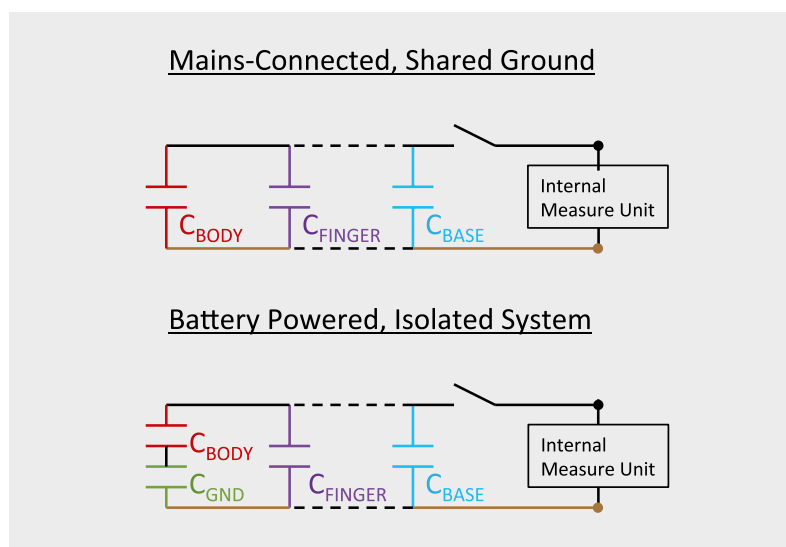 Mains-Connected, Shared Ground
Internal
Measure Unit
CBODY
CFINGER
CBASE
Battery Powered, Isolated System
Internal
Measure Unit
CBODY
CGND
CFINGER
CBASE